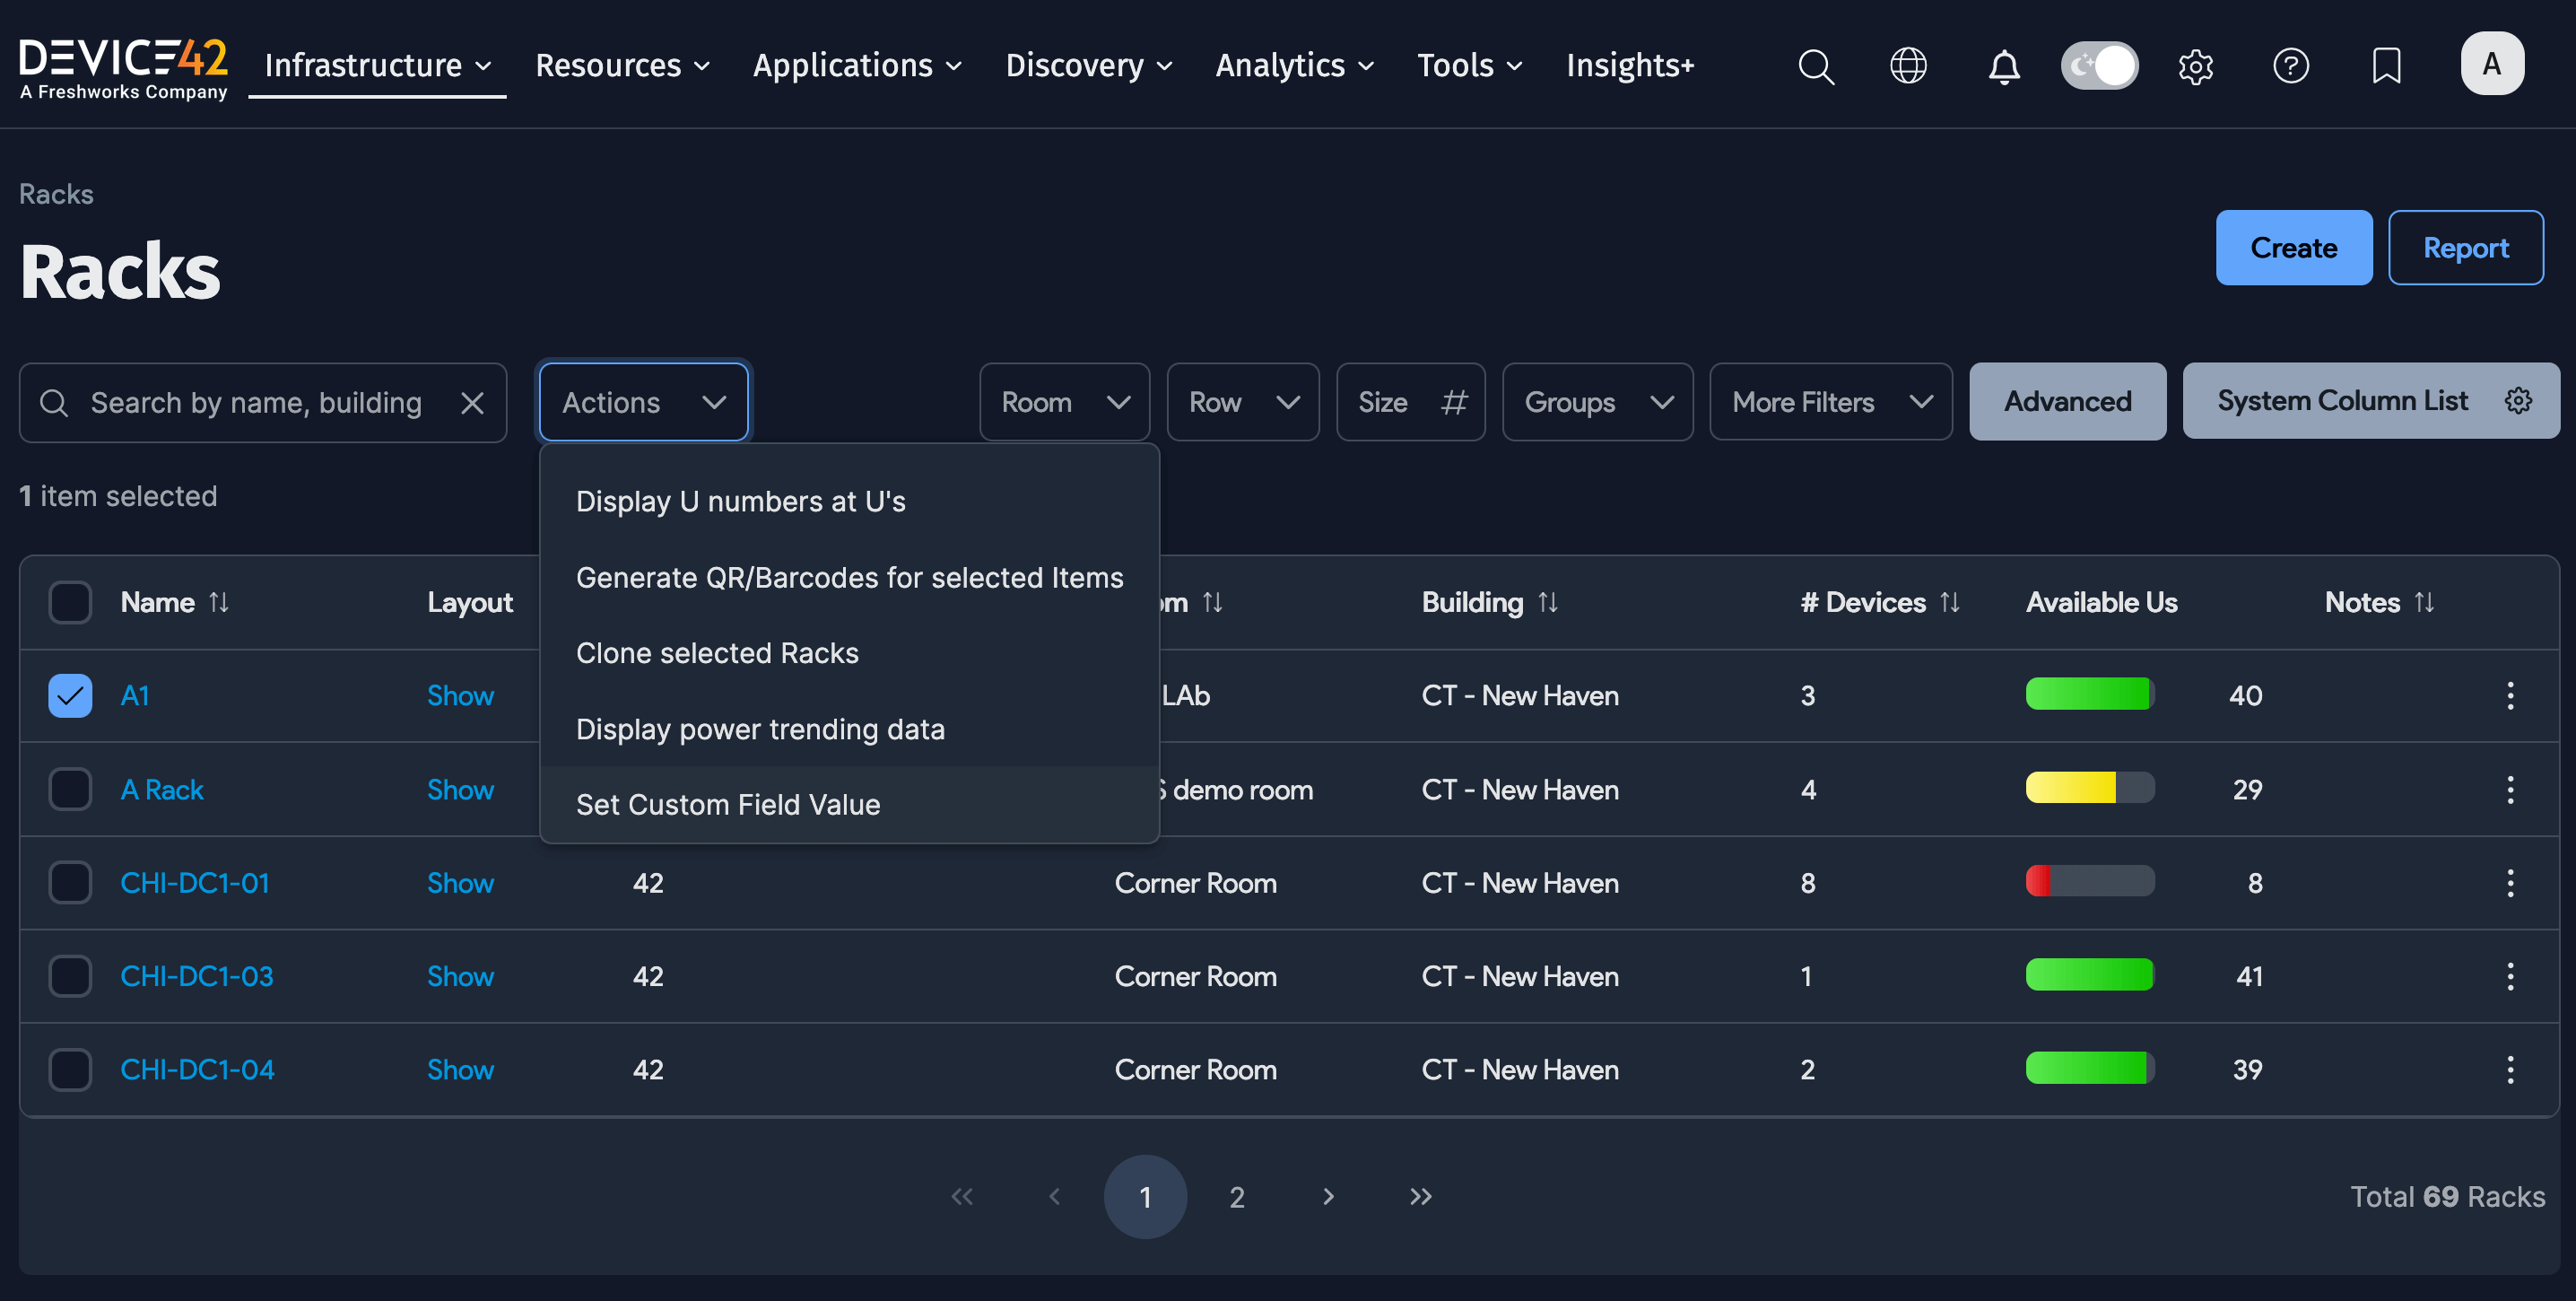 DEVICE42
A Freshworks Company
Infrastructure Resources Applications Discovery Analytics Tools Insights+
A
Racks
Racks
Create Report
Search by name, building Actions Room Row Size # Groups More Filters Advanced System Column List
1 item selected
Display U numbers at U's
Generate QR/Barcodes for selected Items
Clone selected Racks
Display power trending data
Set Custom Field Value
Name Layout Building # Devices Available Us Notes
A1 Show LAb CT - New Haven 3 40
A Rack Show demo room CT - New Haven 4 29
CHI-DC1-01 Show 42 Corner Room CT - New Haven 8 8
CHI-DC1-03 Show 42 Corner Room CT - New Haven 1 41
CHI-DC1-04 Show 42 Corner Room CT - New Haven 2 39
« ‹ 1 2 › »
Total 69 Racks